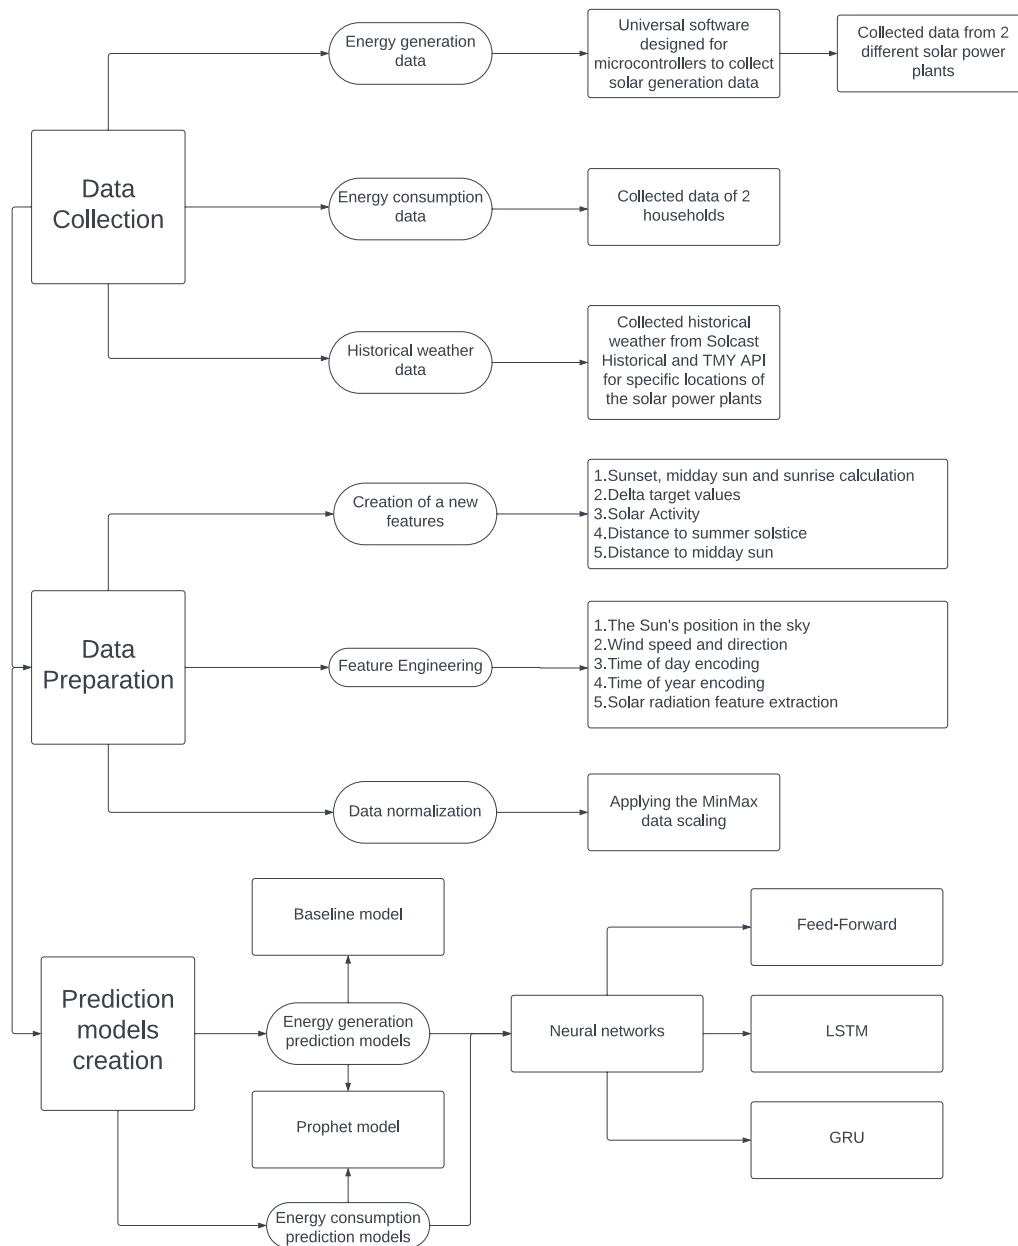 Energy generation
data
Universal software
designed for
microcontrollers to collect
solar generation data
Collected data from 2
different solar power
plants
Data
Collection
Energy consumption
data
Collected data of 2
households
Historical weather
data
Collected historical
weather from Solcast
Historical and TMY API
for specific locations of
the solar power plants
Creation of a new
features
1.Sunset, midday sun and sunrise calculation
2.Delta target values
3.Solar Activity
4.Distance to summer solstice
5.Distance to midday sun
Data
Preparation
Feature Engineering
1.The Sun's position in the sky
2.Wind speed and direction
3.Time of day encoding
4.Time of year encoding
5.Solar radiation feature extraction
Data normalization
Applying the MinMax
data scaling
Baseline model
Feed-Forward
Prediction
models
creation
Energy generation
prediction models
Neural networks
LSTM
Prophet model
GRU
Energy consumption
prediction models